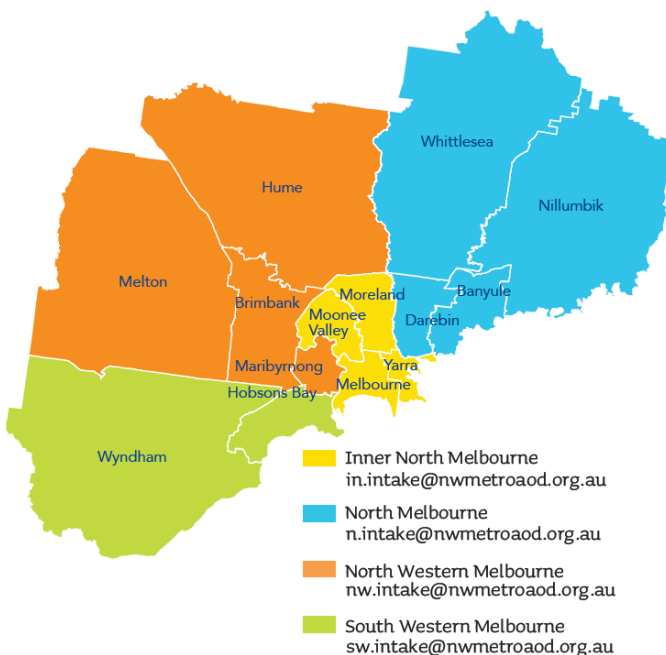 Whittlesea
Hume
Nillumbik
Melton
Brimbank
Moreland
Banyule
Moonee
Valley
Darebin
Maribyrnong
Yarra
Melbourne
Hobsons Bay
Wyndham
Inner North Melbourne
in.intake@nwmetroaod.org.au
North Melbourne
n.intake@nwmetroaod.org.au
North Western Melbourne
nw.intake@nwmetroaod.org.au
South Western Melbourne
sw.intake@nwmetroaod.org.au